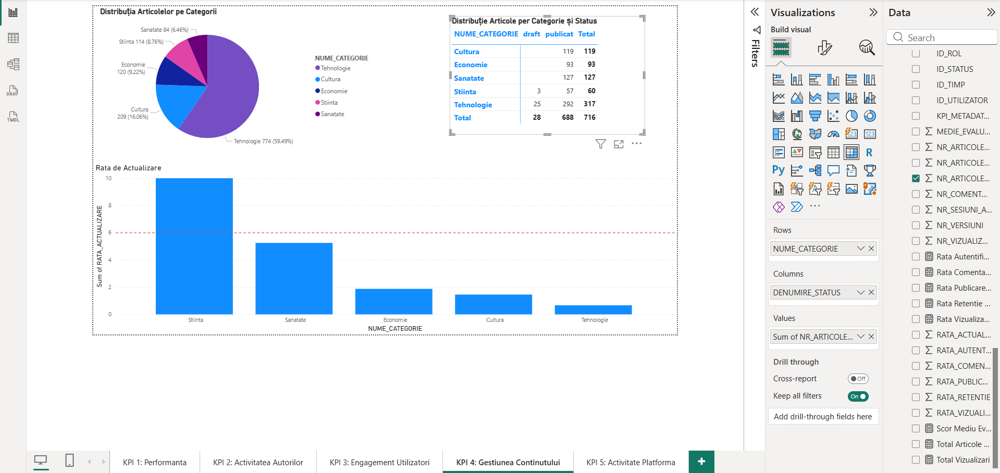 Distribuția Articolelor pe Categorii
Sanatate 84 (6.46%)
Stiinta 114 (8.76%)
Economie
120 (9.22%)
Cultura
209 (16.06%)
Tehnologie 774 (59.49%)
NUME_CATEGORIE
Tehnologie
Cultura
Economie
Stiinta
Sanatate
Distribuție Articole per Categorie și Status
NUME_CATEGORIE draft publicat Total
Cultura 119 119
Economie 93 93
Sanatate 127 127
Stiinta 3 57 60
Tehnologie 25 292 317
Total 28 688 716
Rata de Actualizare
Sum of RATA_ACTUALIZARE
10
8
6
4
2
0
Stiinta Sanatate Economie Cultura Tehnologie
NUME_CATEGORIE
DAX
TMDL
KPI 1: Performanta
KPI 2: Activitatea Autorilor
KPI 3: Engagement Utilizatori
KPI 4: Gestiunea Continutului
KPI 5: Activitate Platforma
+
Filters
Visualizations
Build visual
123
123
R
Py
...
Rows
NUME_CATEGORIE
Columns
DENUMIRE_STATUS
Values
Sum of NR_ARTICOLE...
Drill through
Cross-report
Off
Keep all filters
On
Add drill-through fields here
Data
Search
ID_ROL
ID_STATUS
ID_TIMP
ID_UTILIZATOR
KPI_METADAT...
MEDIE_EVALU...
NR_ARTICOLE...
NR_ARTICOLE...
NR_ARTICOLE...
NR_COMENT...
NR_SESIUNI_A...
NR_VERSIUNI
NR_VIZUALIZ...
Rata Autentifi...
Rata Comenta...
Rata Publicare...
Rata Retentie ...
Rata Vizualiza...
RATA_ACTUAL...
RATA_AUTENT...
RATA_COMEN...
RATA_PUBLIC...
RATA_RETENTIE
RATA_VIZUALI...
Scor Mediu Ev...
Total Articole ...
Total Vizualizari